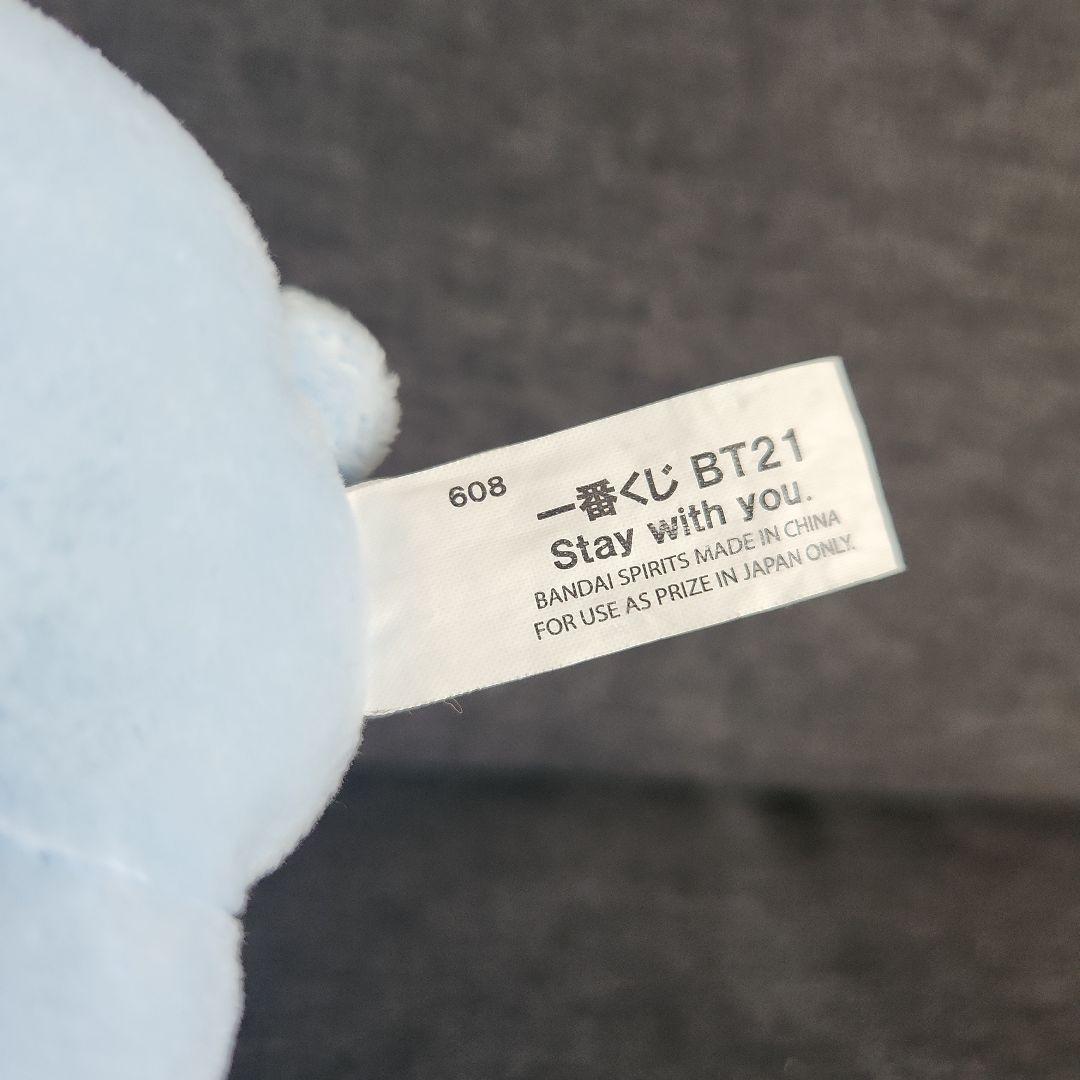 608
一番くじ BT21
Stay with you.
BANDAI SPIRITS MADE IN CHINA
FOR USE AS PRIZE IN JAPAN ONLY.